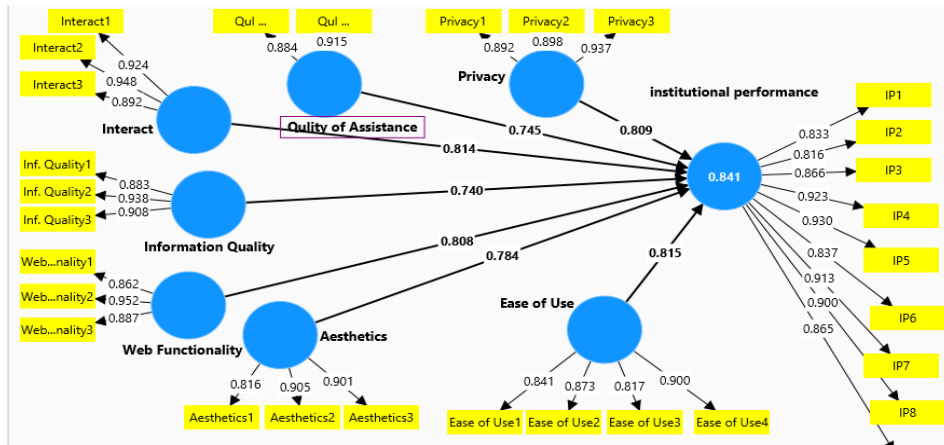 Interact1
Interact2
Interact3
0.924
0.948
0.892
Interact
Qul ...
Qul ...
0.884
0.915
Qulity of Assistance
Privacy1
Privacy2
Privacy3
0.892
0.898
0.937
Privacy
institutional performance
0.841
0.745
0.809
0.814
0.740
0.808
0.784
0.815
Inf. Quality1
Inf. Quality2
Inf. Quality3
0.883
0.938
0.908
Information Quality
Web...nality1
Web...nality2
Web...nality3
0.862
0.952
0.887
Web Functionality
Aesthetics
0.816
0.905
0.901
Aesthetics1
Aesthetics2
Aesthetics3
Ease of Use
0.841
0.873
0.817
0.900
Ease of Use1
Ease of Use2
Ease of Use3
Ease of Use4
0.833
0.816
0.866
0.923
0.930
0.837
0.913
0.900
0.865
IP1
IP2
IP3
IP4
IP5
IP6
IP7
IP8